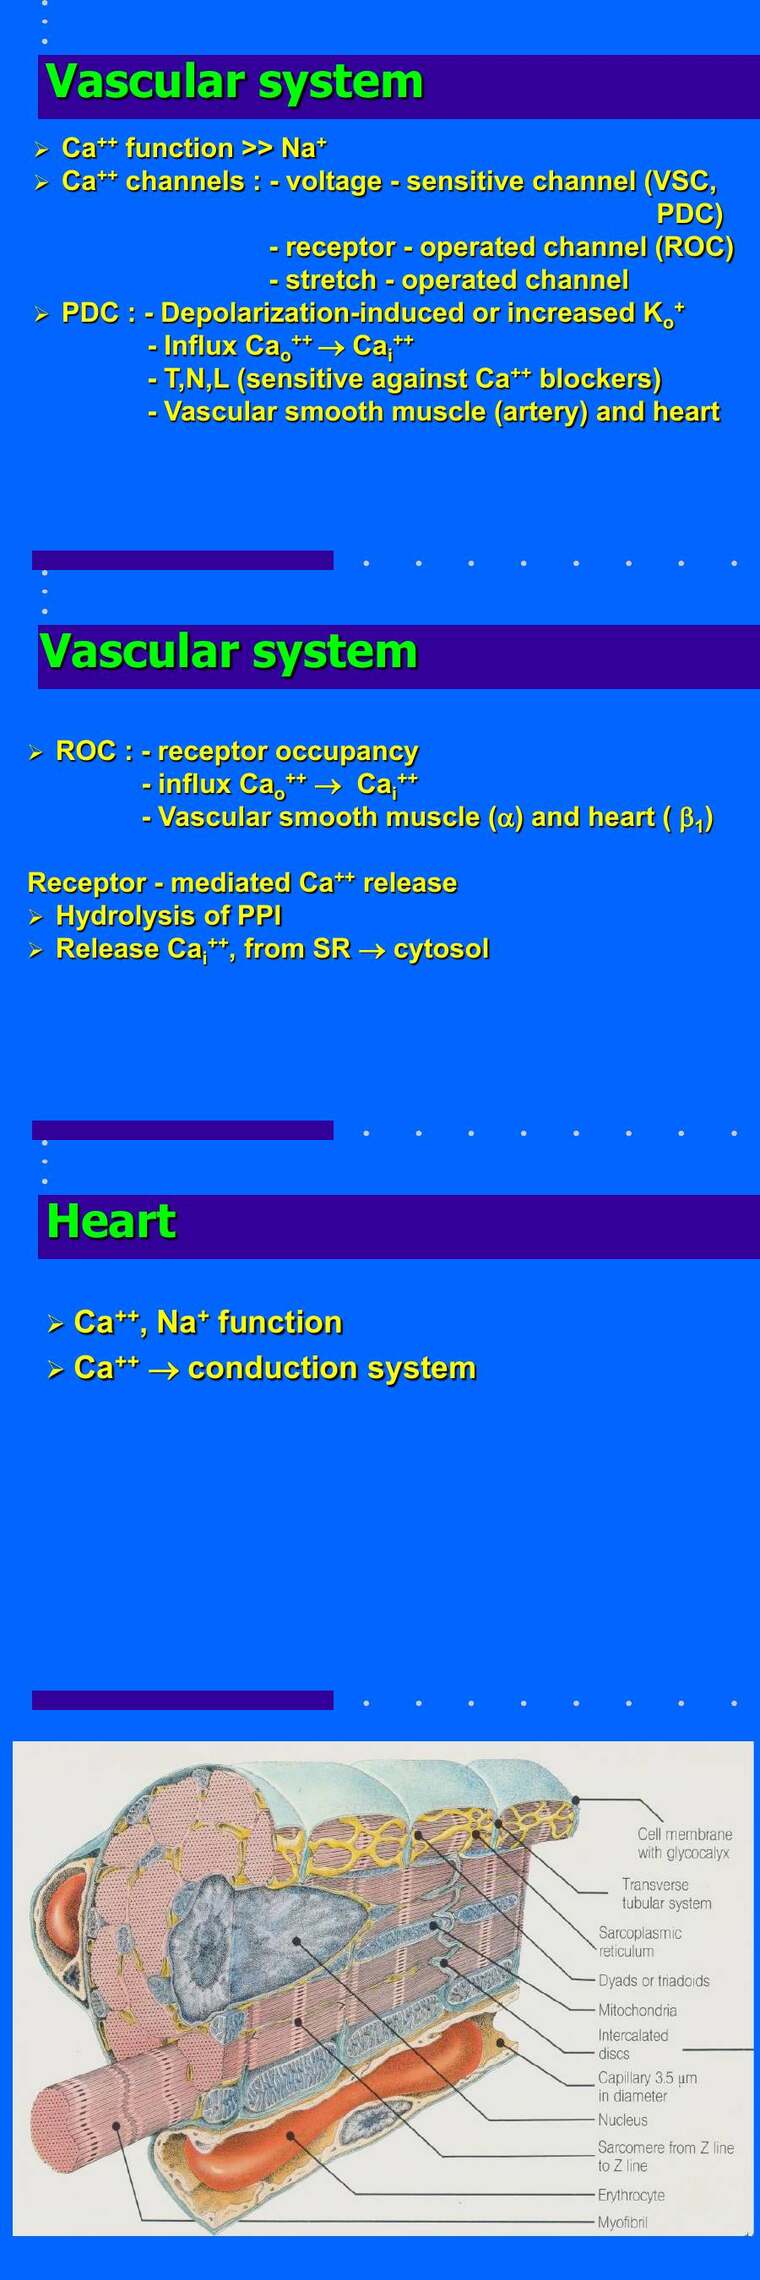 Vascular system
➢ Ca⁺⁺ function >> Na⁺
➢ Ca⁺⁺ channels : - voltage - sensitive channel (VSC,
PDC)
- receptor - operated channel (ROC)
- stretch - operated channel
➢ PDC : - Depolarization-induced or increased Kₒ⁺
- Influx Caₒ⁺⁺ → Caᵢ⁺⁺
- T,N,L (sensitive against Ca⁺⁺ blockers)
- Vascular smooth muscle (artery) and heart
Vascular system
➢ ROC : - receptor occupancy
- influx Caₒ⁺⁺ → Caᵢ⁺⁺
- Vascular smooth muscle (α) and heart ( β₁)
Receptor - mediated Ca⁺⁺ release
➢ Hydrolysis of PPI
➢ Release Caᵢ⁺⁺, from SR → cytosol
Heart
➢ Ca⁺⁺, Na⁺ function
➢ Ca⁺⁺ → conduction system
Cell membrane
with glycocalyx
Transverse
tubular system
Sarcoplasmic
reticulum
Dyads or triadoids
Mitochondria
Intercalated
discs
Capillary 3.5 μm
in diameter
Nucleus
Sarcomere from Z line
to Z line
Erythrocyte
Myofibril